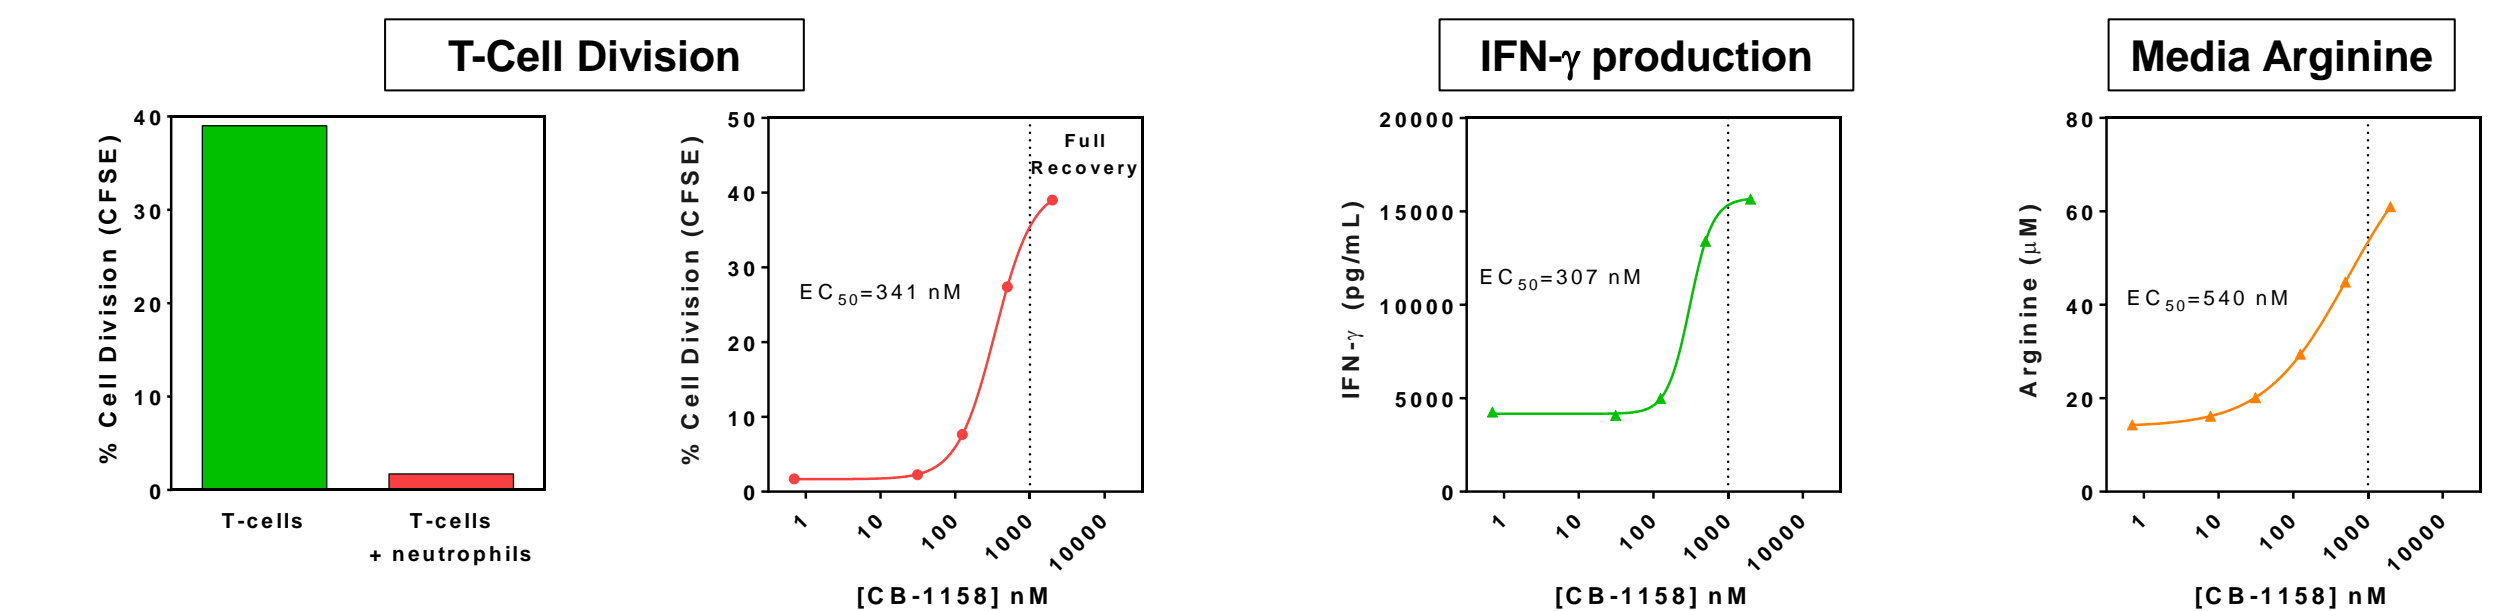 T-Cell Division
IFN-γ production
Media Arginine
% Cell Division (CFSE)
40
30
20
10
0
T-cells
T-cells
+ neutrophils
% Cell Division (CFSE)
50
40
30
20
10
0
Full
Recovery
EC50=341 nM
1
10
100
1000
10000
[CB-1158] nM
IFN-γ (pg/mL)
20000
15000
10000
5000
0
EC50=307 nM
1
10
100
1000
10000
[CB-1158] nM
Arginine (μM)
80
60
40
20
0
EC50=540 nM
1
10
100
1000
10000
[CB-1158] nM